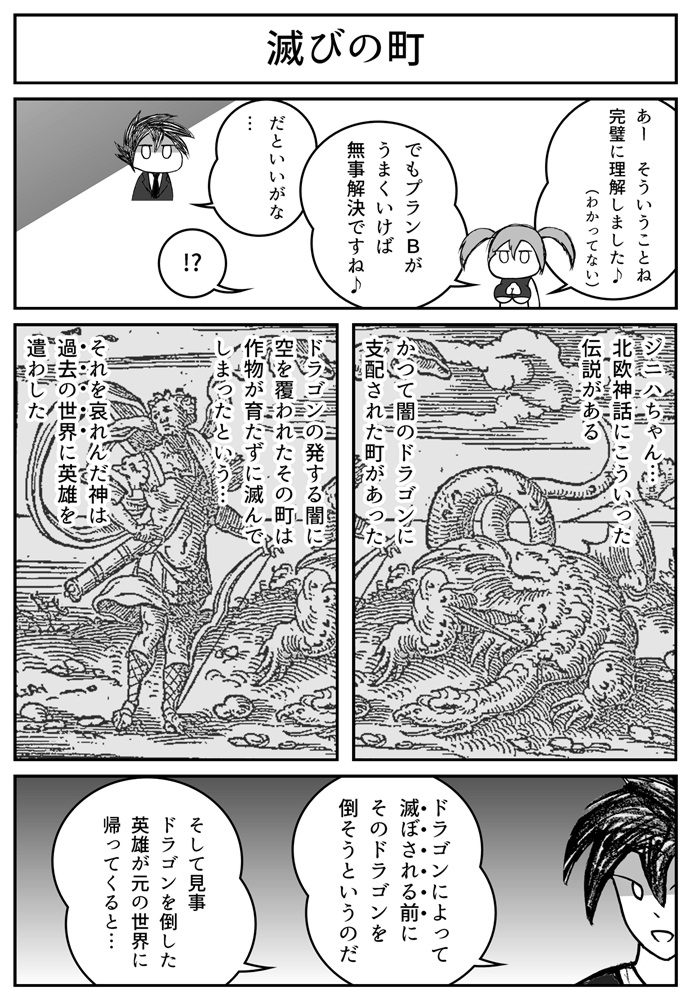 滅びの町
あー そういうことね
完璧に理解しました♪
(わかってない)
でもプランBが
うまくいけば
無事解決ですね♪
だといいがな
…
!?
ジニハちゃん…
北欧神話にこういった
伝説がある
かつて闇のドラゴンに
支配された町があった
ドラゴンの発する闇に
空を覆われたその町は
作物が育たずに滅んで
しまったという…
それを哀れんだ神は
過去の世界に英雄を
遣わした
ドラゴンによって
滅ぼされる前に
そのドラゴンを
倒そうというのだ
そして見事
ドラゴンを倒した
英雄が元の世界に
帰ってくると…